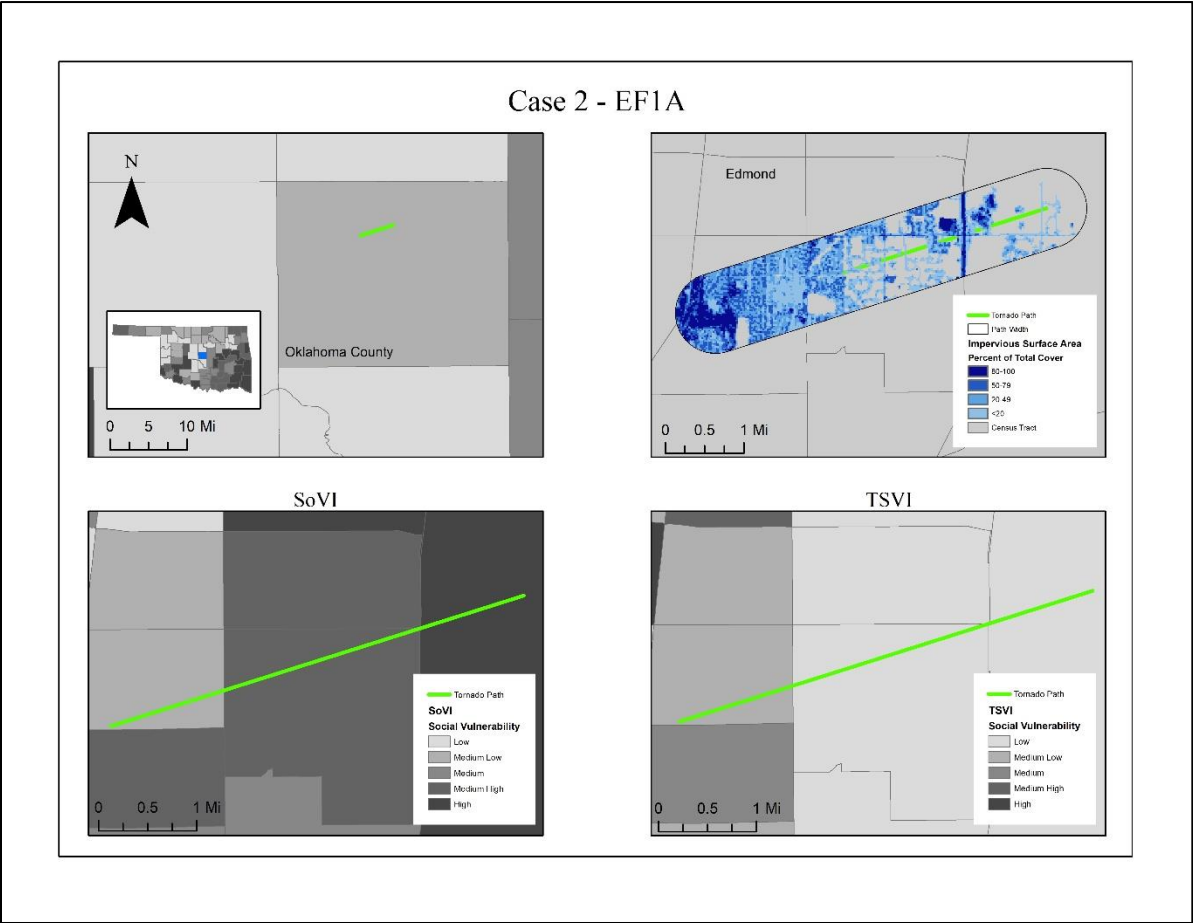 Case 2 - EF1A
N
Oklahoma County
0 5 10 Mi
Edmond
Tornado Path
Path Width
Impervious Surface Area
Percent of Total Cover
80-100
50-79
20-49
<20
Census Tract
0 0.5 1 Mi
SoVI
Tornado Path
SoVI
Social Vulnerability
Low
Medium Low
Medium
Medium High
High
0 0.5 1 Mi
TSVI
Tornado Path
TSVI
Social Vulnerability
Low
Medium Low
Medium
Medium High
High
0 0.5 1 Mi